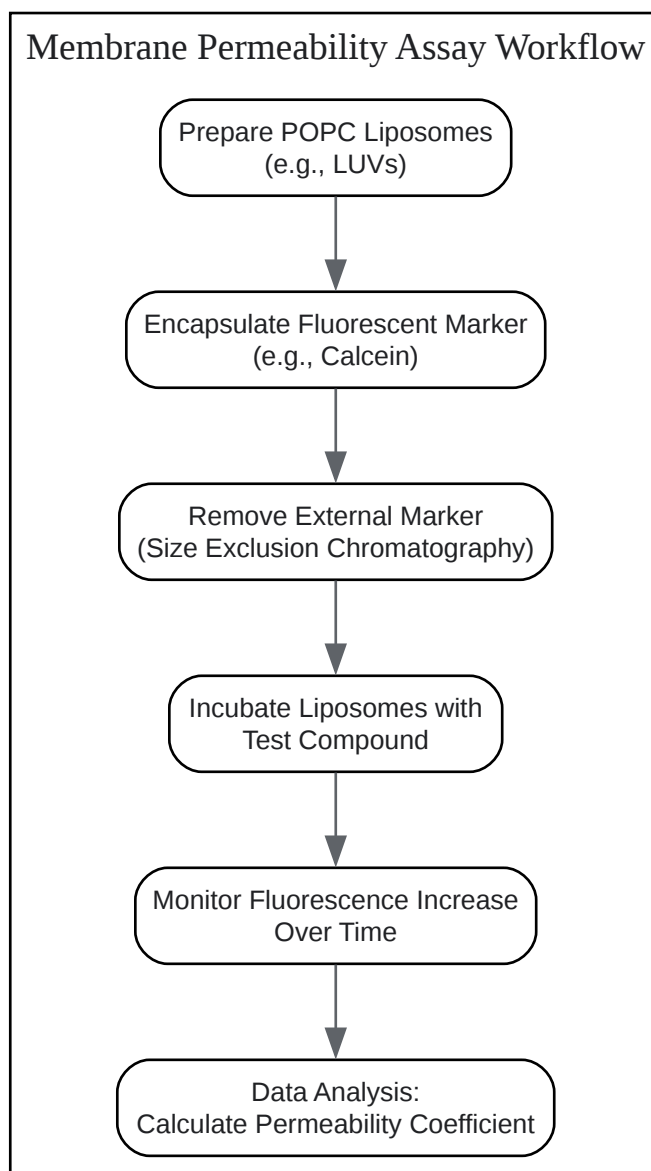 Membrane Permeability Assay Workflow
Prepare POPC Liposomes
(e.g., LUVs)
Encapsulate Fluorescent Marker
(e.g., Calcein)
Remove External Marker
(Size Exclusion Chromatography)
Incubate Liposomes with
Test Compound
Monitor Fluorescence Increase
Over Time
Data Analysis:
Calculate Permeability Coefficient